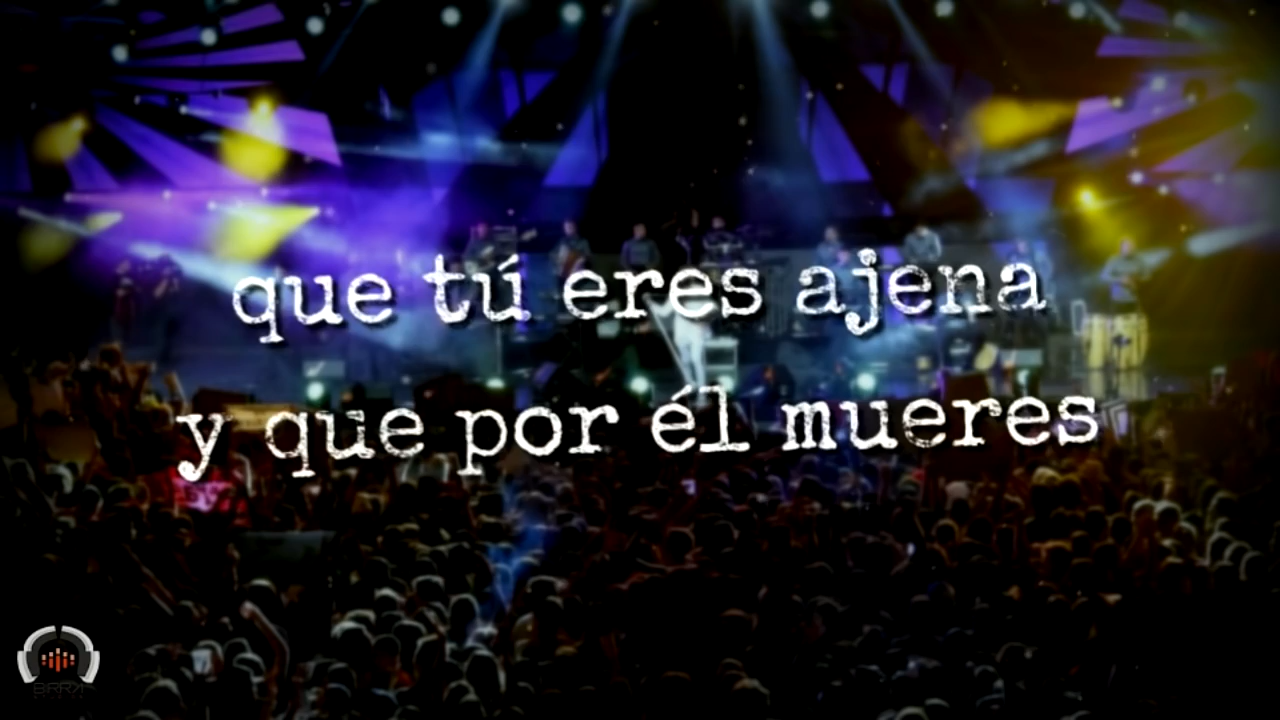 que tú eres ajena
y que por él mueres